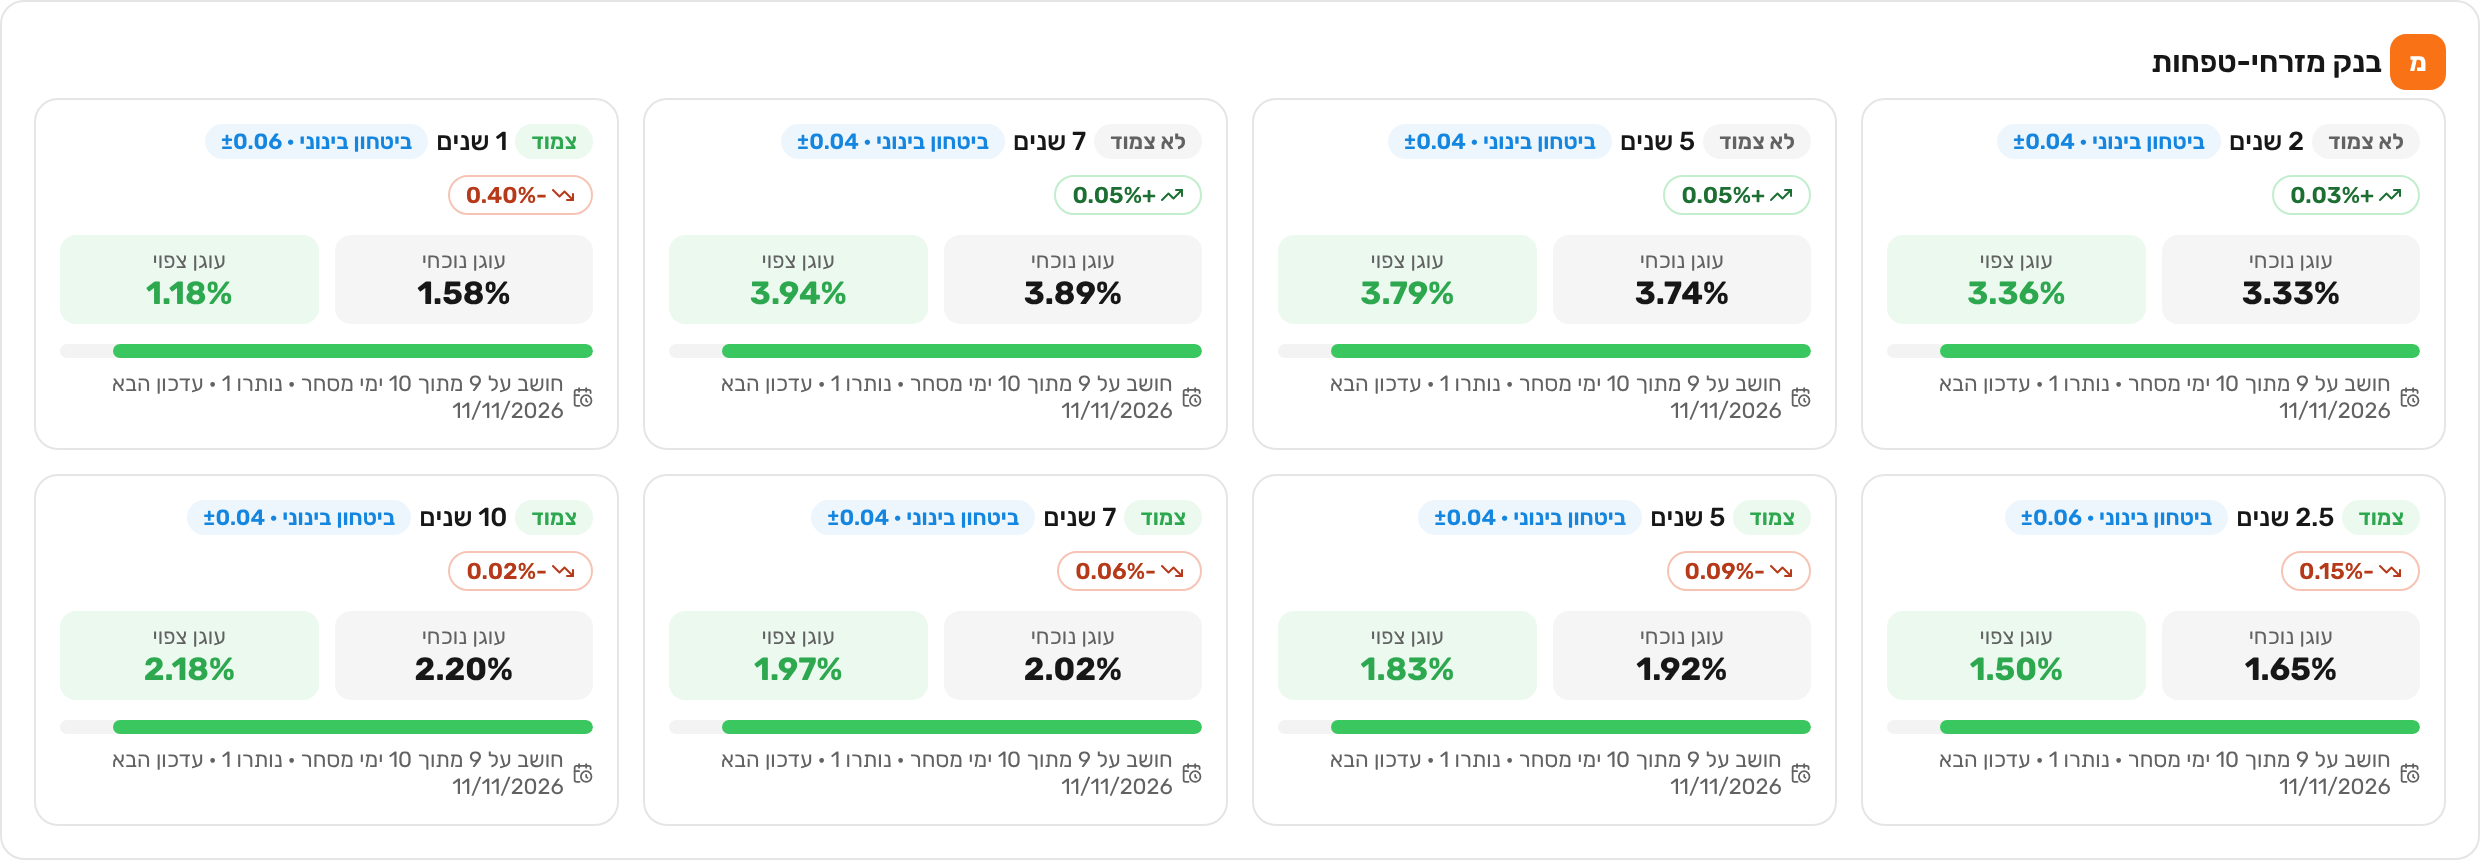 מ
בנק מזרחי-טפחות
לא צמוד
2 שנים
ביטחון בינוני • ±0.04
+0.03%
עוגן נוכחי
3.33%
עוגן צפוי
3.36%
חושב על 9 מתוך 10 ימי מסחר • נותרו 1 • עדכון הבא
11/11/2026
לא צמוד
5 שנים
ביטחון בינוני • ±0.04
+0.05%
עוגן נוכחי
3.74%
עוגן צפוי
3.79%
חושב על 9 מתוך 10 ימי מסחר • נותרו 1 • עדכון הבא
11/11/2026
לא צמוד
7 שנים
ביטחון בינוני • ±0.04
+0.05%
עוגן נוכחי
3.89%
עוגן צפוי
3.94%
חושב על 9 מתוך 10 ימי מסחר • נותרו 1 • עדכון הבא
11/11/2026
צמוד
1 שנים
ביטחון בינוני • ±0.06
-0.40%
עוגן נוכחי
1.58%
עוגן צפוי
1.18%
חושב על 9 מתוך 10 ימי מסחר • נותרו 1 • עדכון הבא
11/11/2026
צמוד
2.5 שנים
ביטחון בינוני • ±0.06
-0.15%
עוגן נוכחי
1.65%
עוגן צפוי
1.50%
חושב על 9 מתוך 10 ימי מסחר • נותרו 1 • עדכון הבא
11/11/2026
צמוד
5 שנים
ביטחון בינוני • ±0.04
-0.09%
עוגן נוכחי
1.92%
עוגן צפוי
1.83%
חושב על 9 מתוך 10 ימי מסחר • נותרו 1 • עדכון הבא
11/11/2026
צמוד
7 שנים
ביטחון בינוני • ±0.04
-0.06%
עוגן נוכחי
2.02%
עוגן צפוי
1.97%
חושב על 9 מתוך 10 ימי מסחר • נותרו 1 • עדכון הבא
11/11/2026
צמוד
10 שנים
ביטחון בינוני • ±0.04
-0.02%
עוגן נוכחי
2.20%
עוגן צפוי
2.18%
חושב על 9 מתוך 10 ימי מסחר • נותרו 1 • עדכון הבא
11/11/2026